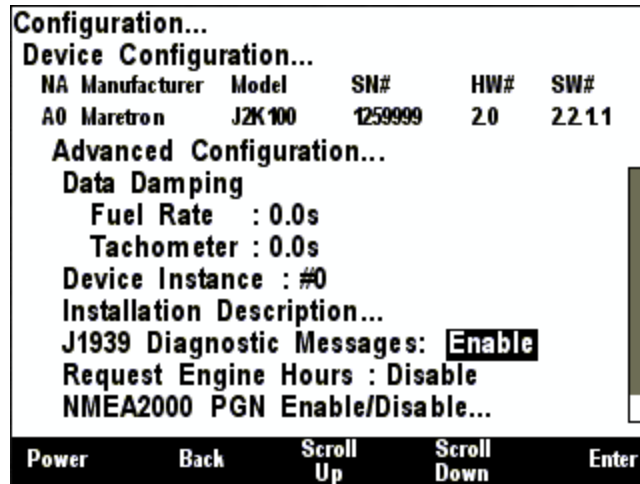 Configuration...
Device Configuration...
NA Manufacturer Model SN# HW# SW#
A0 Maretron J2K100 1259999 2.0 2.2.1.1
Advanced Configuration...
Data Damping
Fuel Rate : 0.0s
Tachometer : 0.0s
Device Instance : #0
Installation Description...
J1939 Diagnostic Messages: Enable
Request Engine Hours : Disable
NMEA2000 PGN Enable/Disable...
Power Back Scroll Up Scroll Down Enter